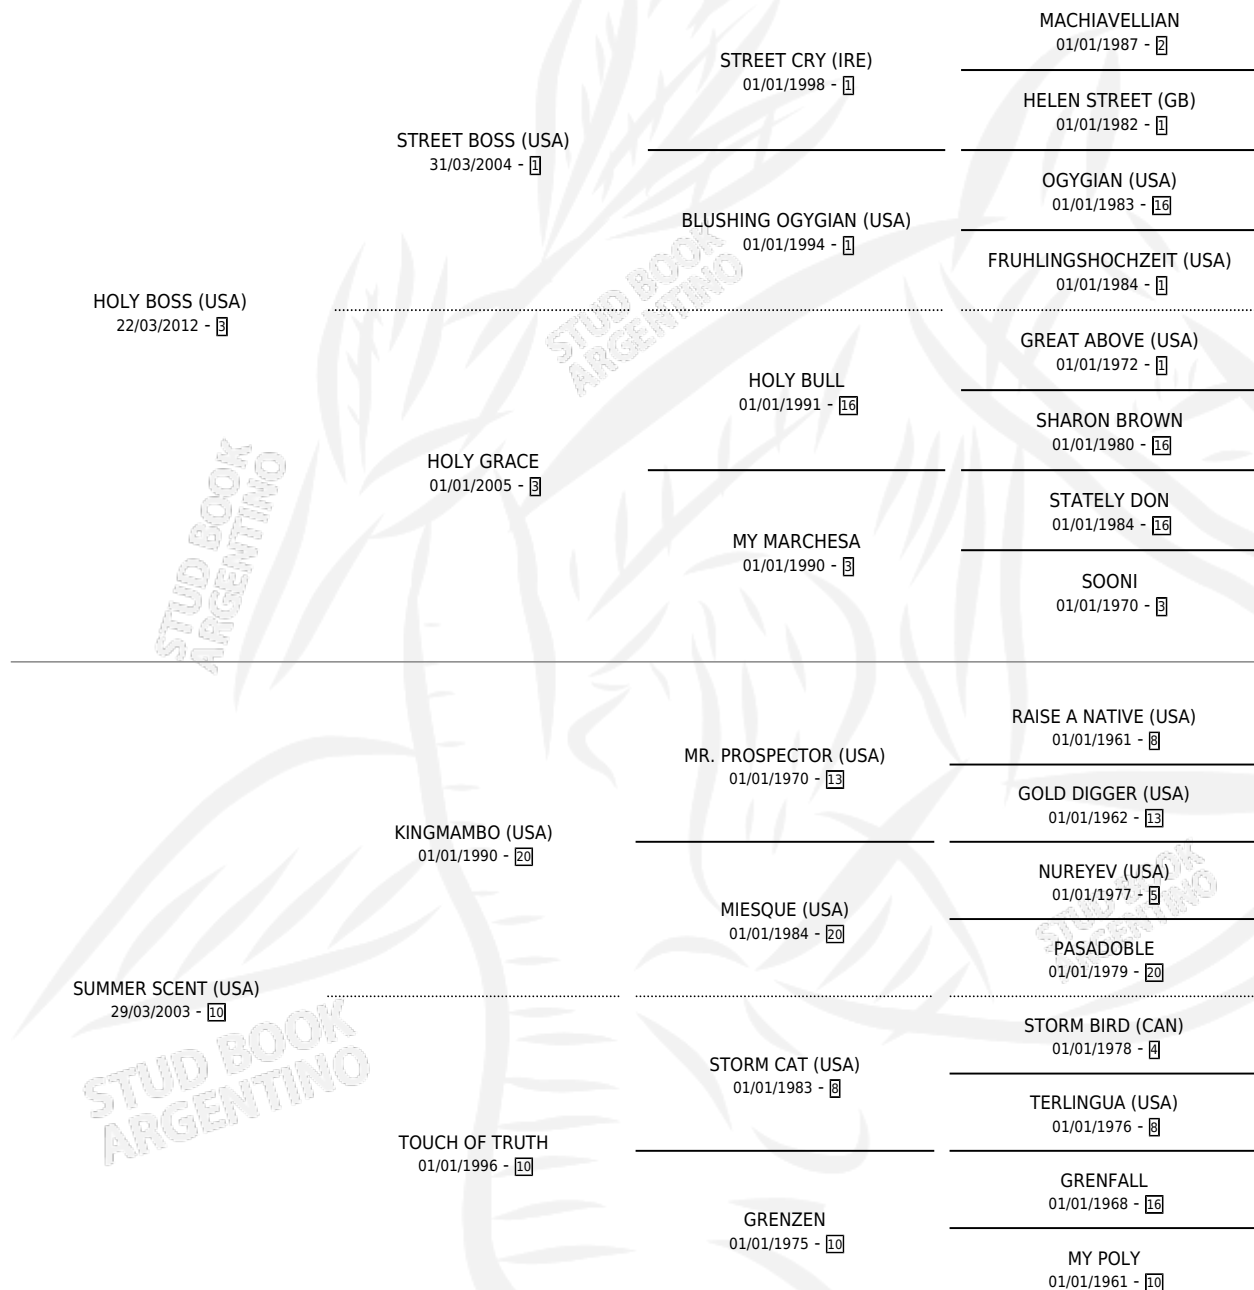 MACHIAVELLIAN
01/01/1987 - 2
STREET CRY (IRE)
01/01/1998 - 1
HELEN STREET (GB)
01/01/1982 - 1
STREET BOSS (USA)
31/03/2004 - 1
OGYGIAN (USA)
01/01/1983 - 16
BLUSHING OGYGIAN (USA)
01/01/1994 - 1
FRUHLINGSHOCHZEIT (USA)
01/01/1984 - 1
HOLY BOSS (USA)
22/03/2012 - 3
GREAT ABOVE (USA)
01/01/1972 - 1
HOLY BULL
01/01/1991 - 16
SHARON BROWN
01/01/1980 - 16
HOLY GRACE
01/01/2005 - 3
STATELY DON
01/01/1984 - 16
MY MARCHESA
01/01/1990 - 3
SOONI
01/01/1970 - 3
RAISE A NATIVE (USA)
01/01/1961 - 8
MR. PROSPECTOR (USA)
01/01/1970 - 13
GOLD DIGGER (USA)
01/01/1962 - 13
KINGMAMBO (USA)
01/01/1990 - 20
NUREYEV (USA)
01/01/1977 - 5
MIESQUE (USA)
01/01/1984 - 20
PASADOBLE
01/01/1979 - 20
SUMMER SCENT (USA)
29/03/2003 - 10
STORM BIRD (CAN)
01/01/1978 - 4
STORM CAT (USA)
01/01/1983 - 8
TERLINGUA (USA)
01/01/1976 - 8
TOUCH OF TRUTH
01/01/1996 - 10
GRENFALL
01/01/1968 - 16
GRENZEN
01/01/1975 - 10
MY POLY
01/01/1961 - 10
STUD BOOK
ARGENTINO
STUD BOOK
ARGENTINO
STUD BOOK
ARGENTINO
STUD BOOK
ARGENTINO